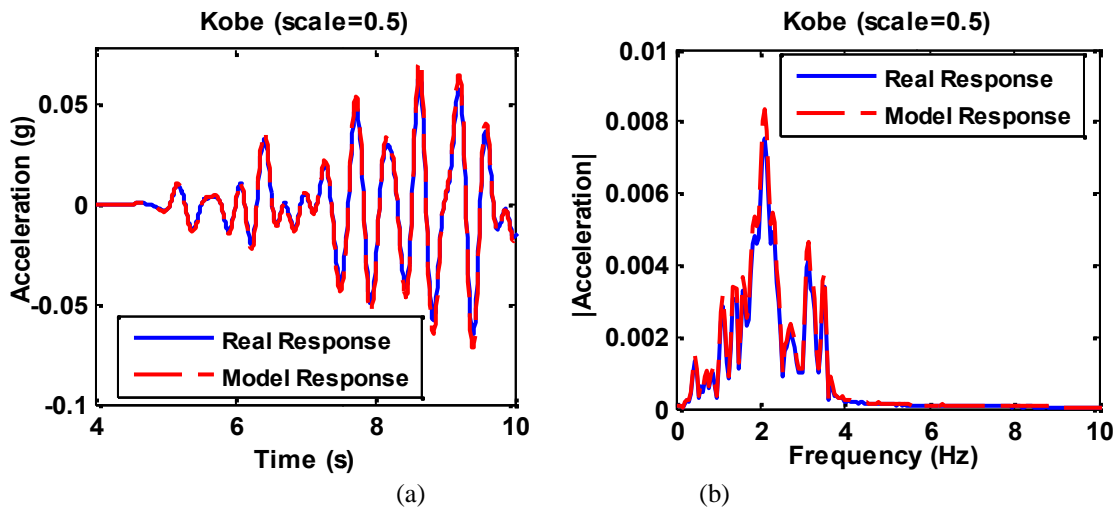 Kobe (scale=0.5)
Acceleration (g)
0.05
0
-0.05
-0.1
Real Response
Model Response
4
6
8
10
Time (s)
(a)
Kobe (scale=0.5)
|Acceleration|
0.01
0.008
0.006
0.004
0.002
0
Real Response
Model Response
0
2
4
6
8
10
Frequency (Hz)
(b)